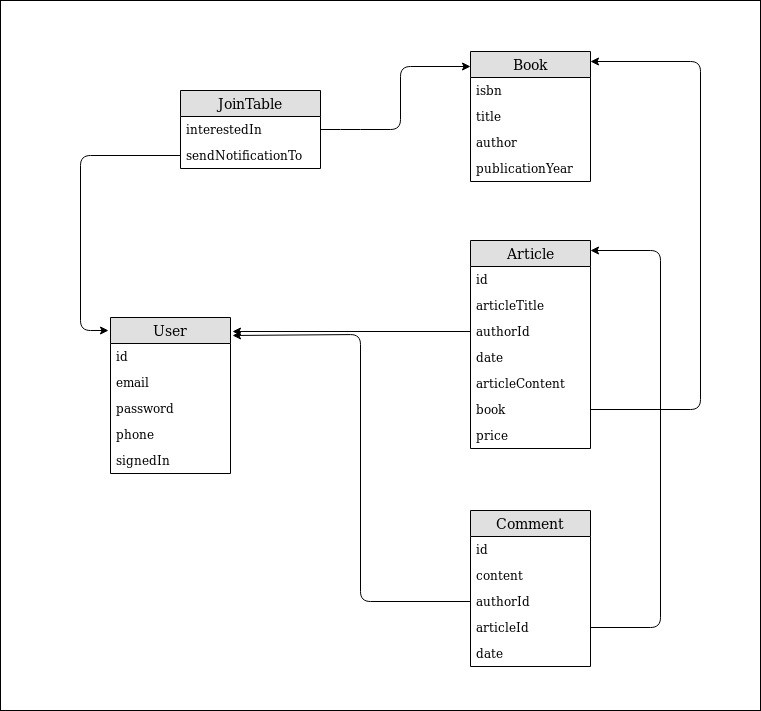 JoinTable
interestedIn
sendNotificationTo
Book
isbn
title
author
publicationYear
User
id
email
password
phone
signedIn
Article
id
articleTitle
authorId
date
articleContent
book
price
Comment
id
content
authorId
articleId
date